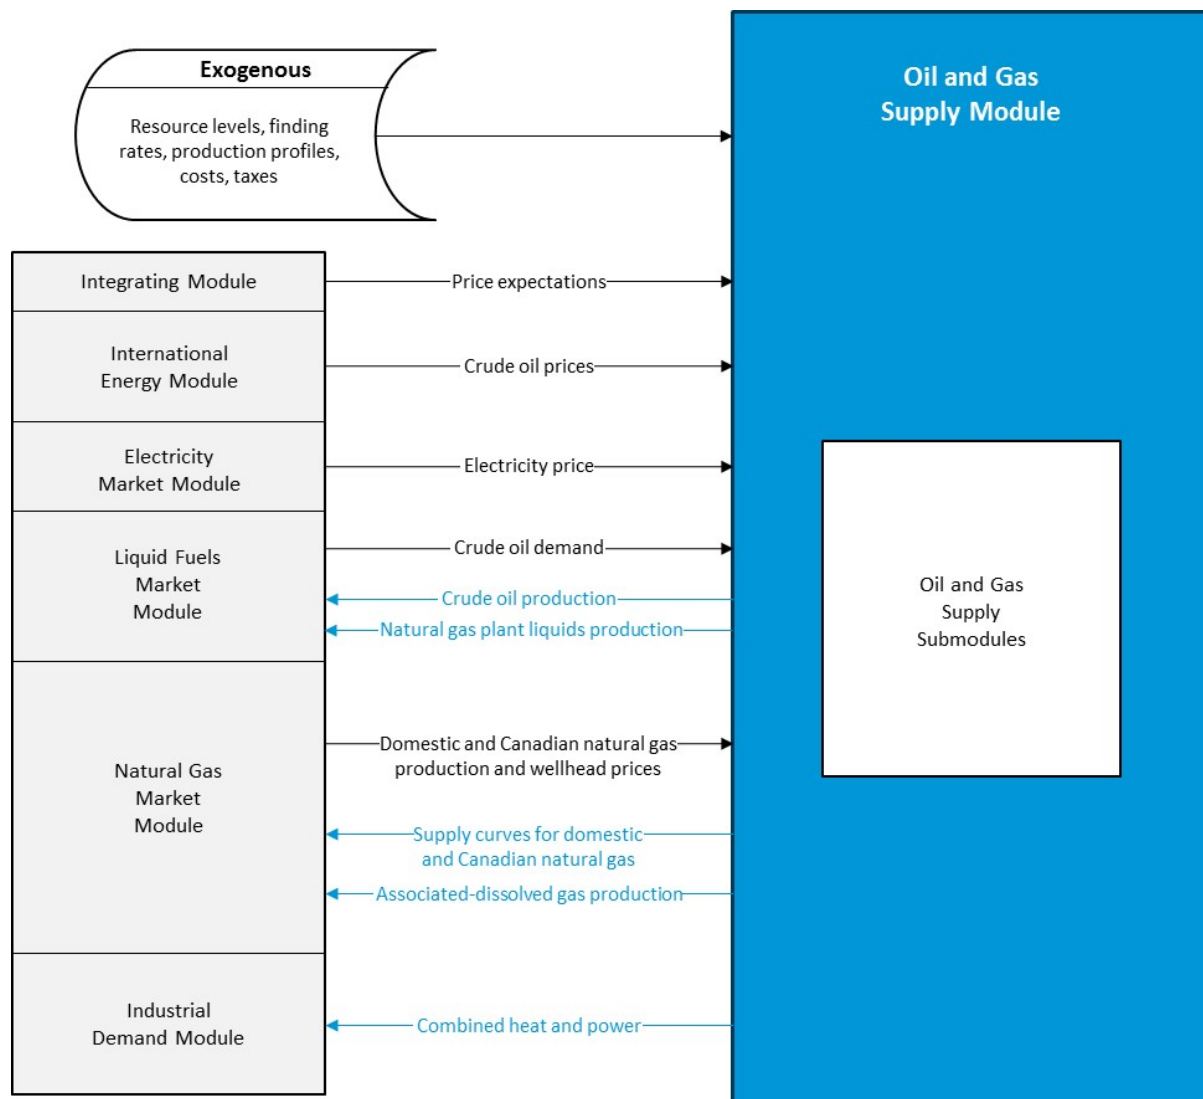 Exogenous
Resource levels, finding
rates, production profiles,
costs, taxes
Oil and Gas
Supply Module
Integrating Module
Price expectations
International
Energy Module
Crude oil prices
Electricity
Market Module
Electricity price
Liquid Fuels
Market
Module
Crude oil demand
Crude oil production
Natural gas plant liquids production
Oil and Gas
Supply
Submodules
Natural Gas
Market
Module
Domestic and Canadian natural gas
production and wellhead prices
Supply curves for domestic
and Canadian natural gas
Associated-dissolved gas production
Industrial
Demand Module
Combined heat and power